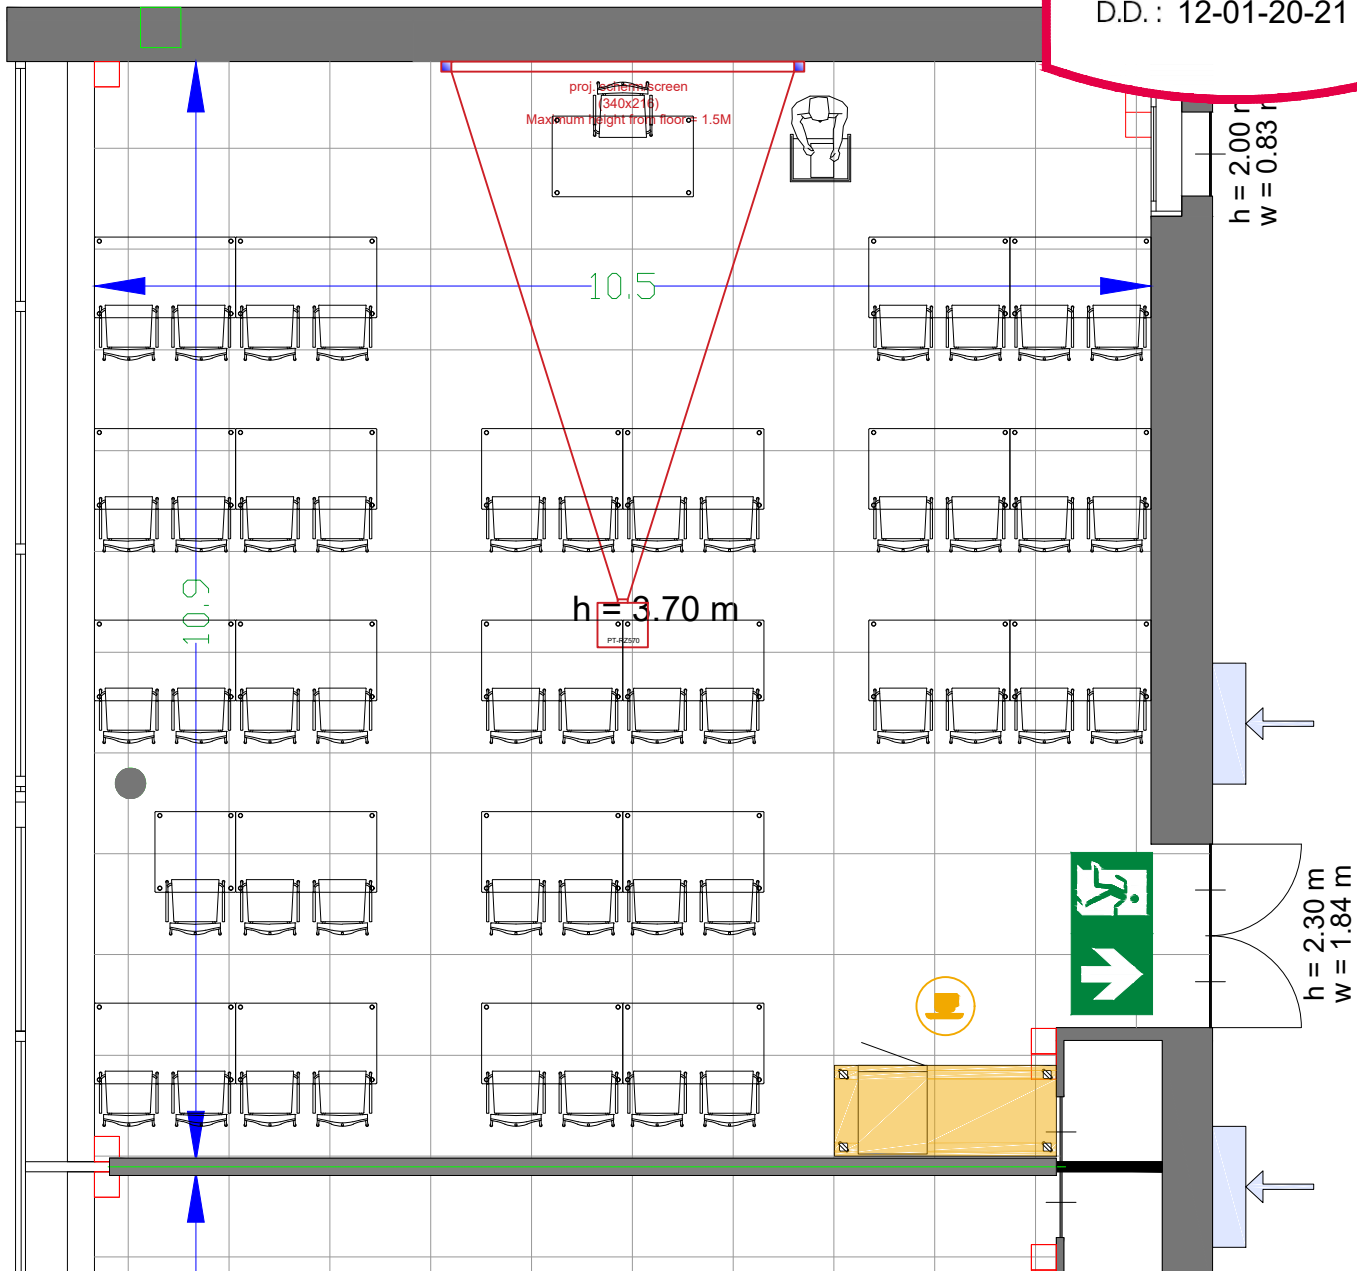 D.D. : 12-01-20-21
proj. scherm/screen
(340x216)
Maximum height from floor = 1.5M
h = 2.00 m
w = 0.83 m
10.5
10.9
h = 3.70 m
PT-RZ570
h = 2.30 m
w = 1.84 m